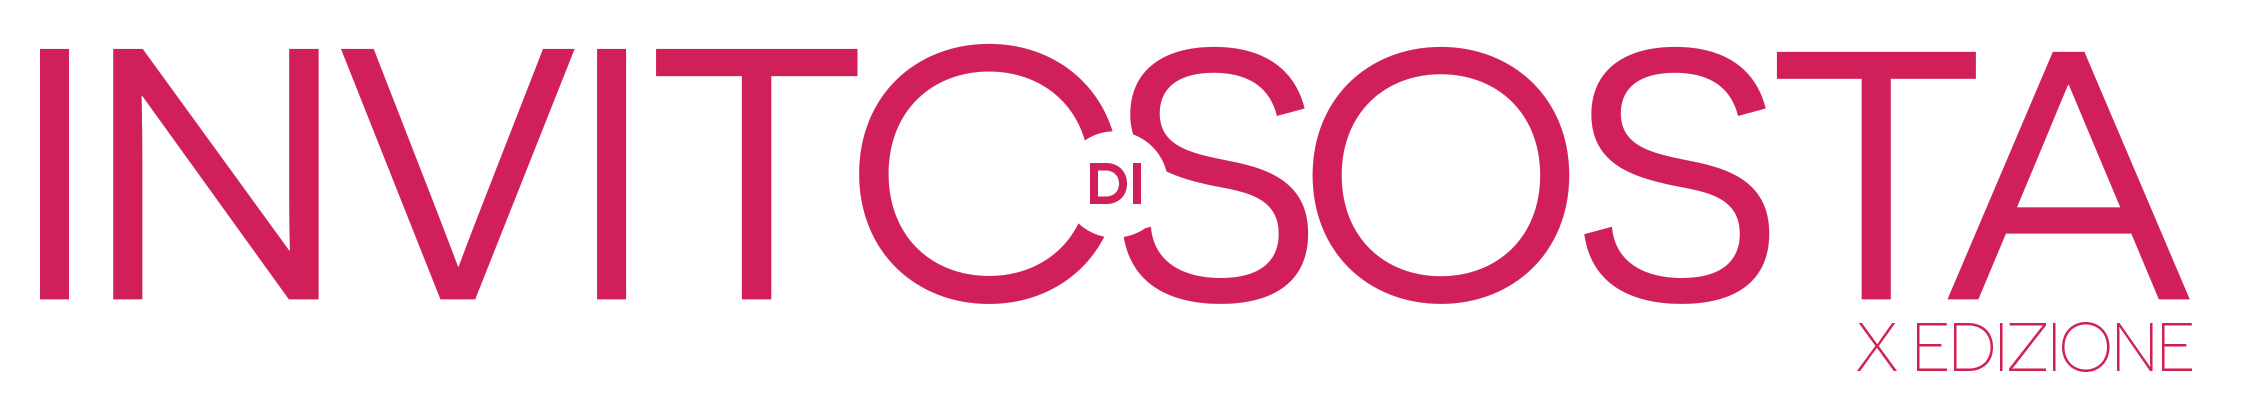 INVITO DI SOSTA
X EDIZIONE